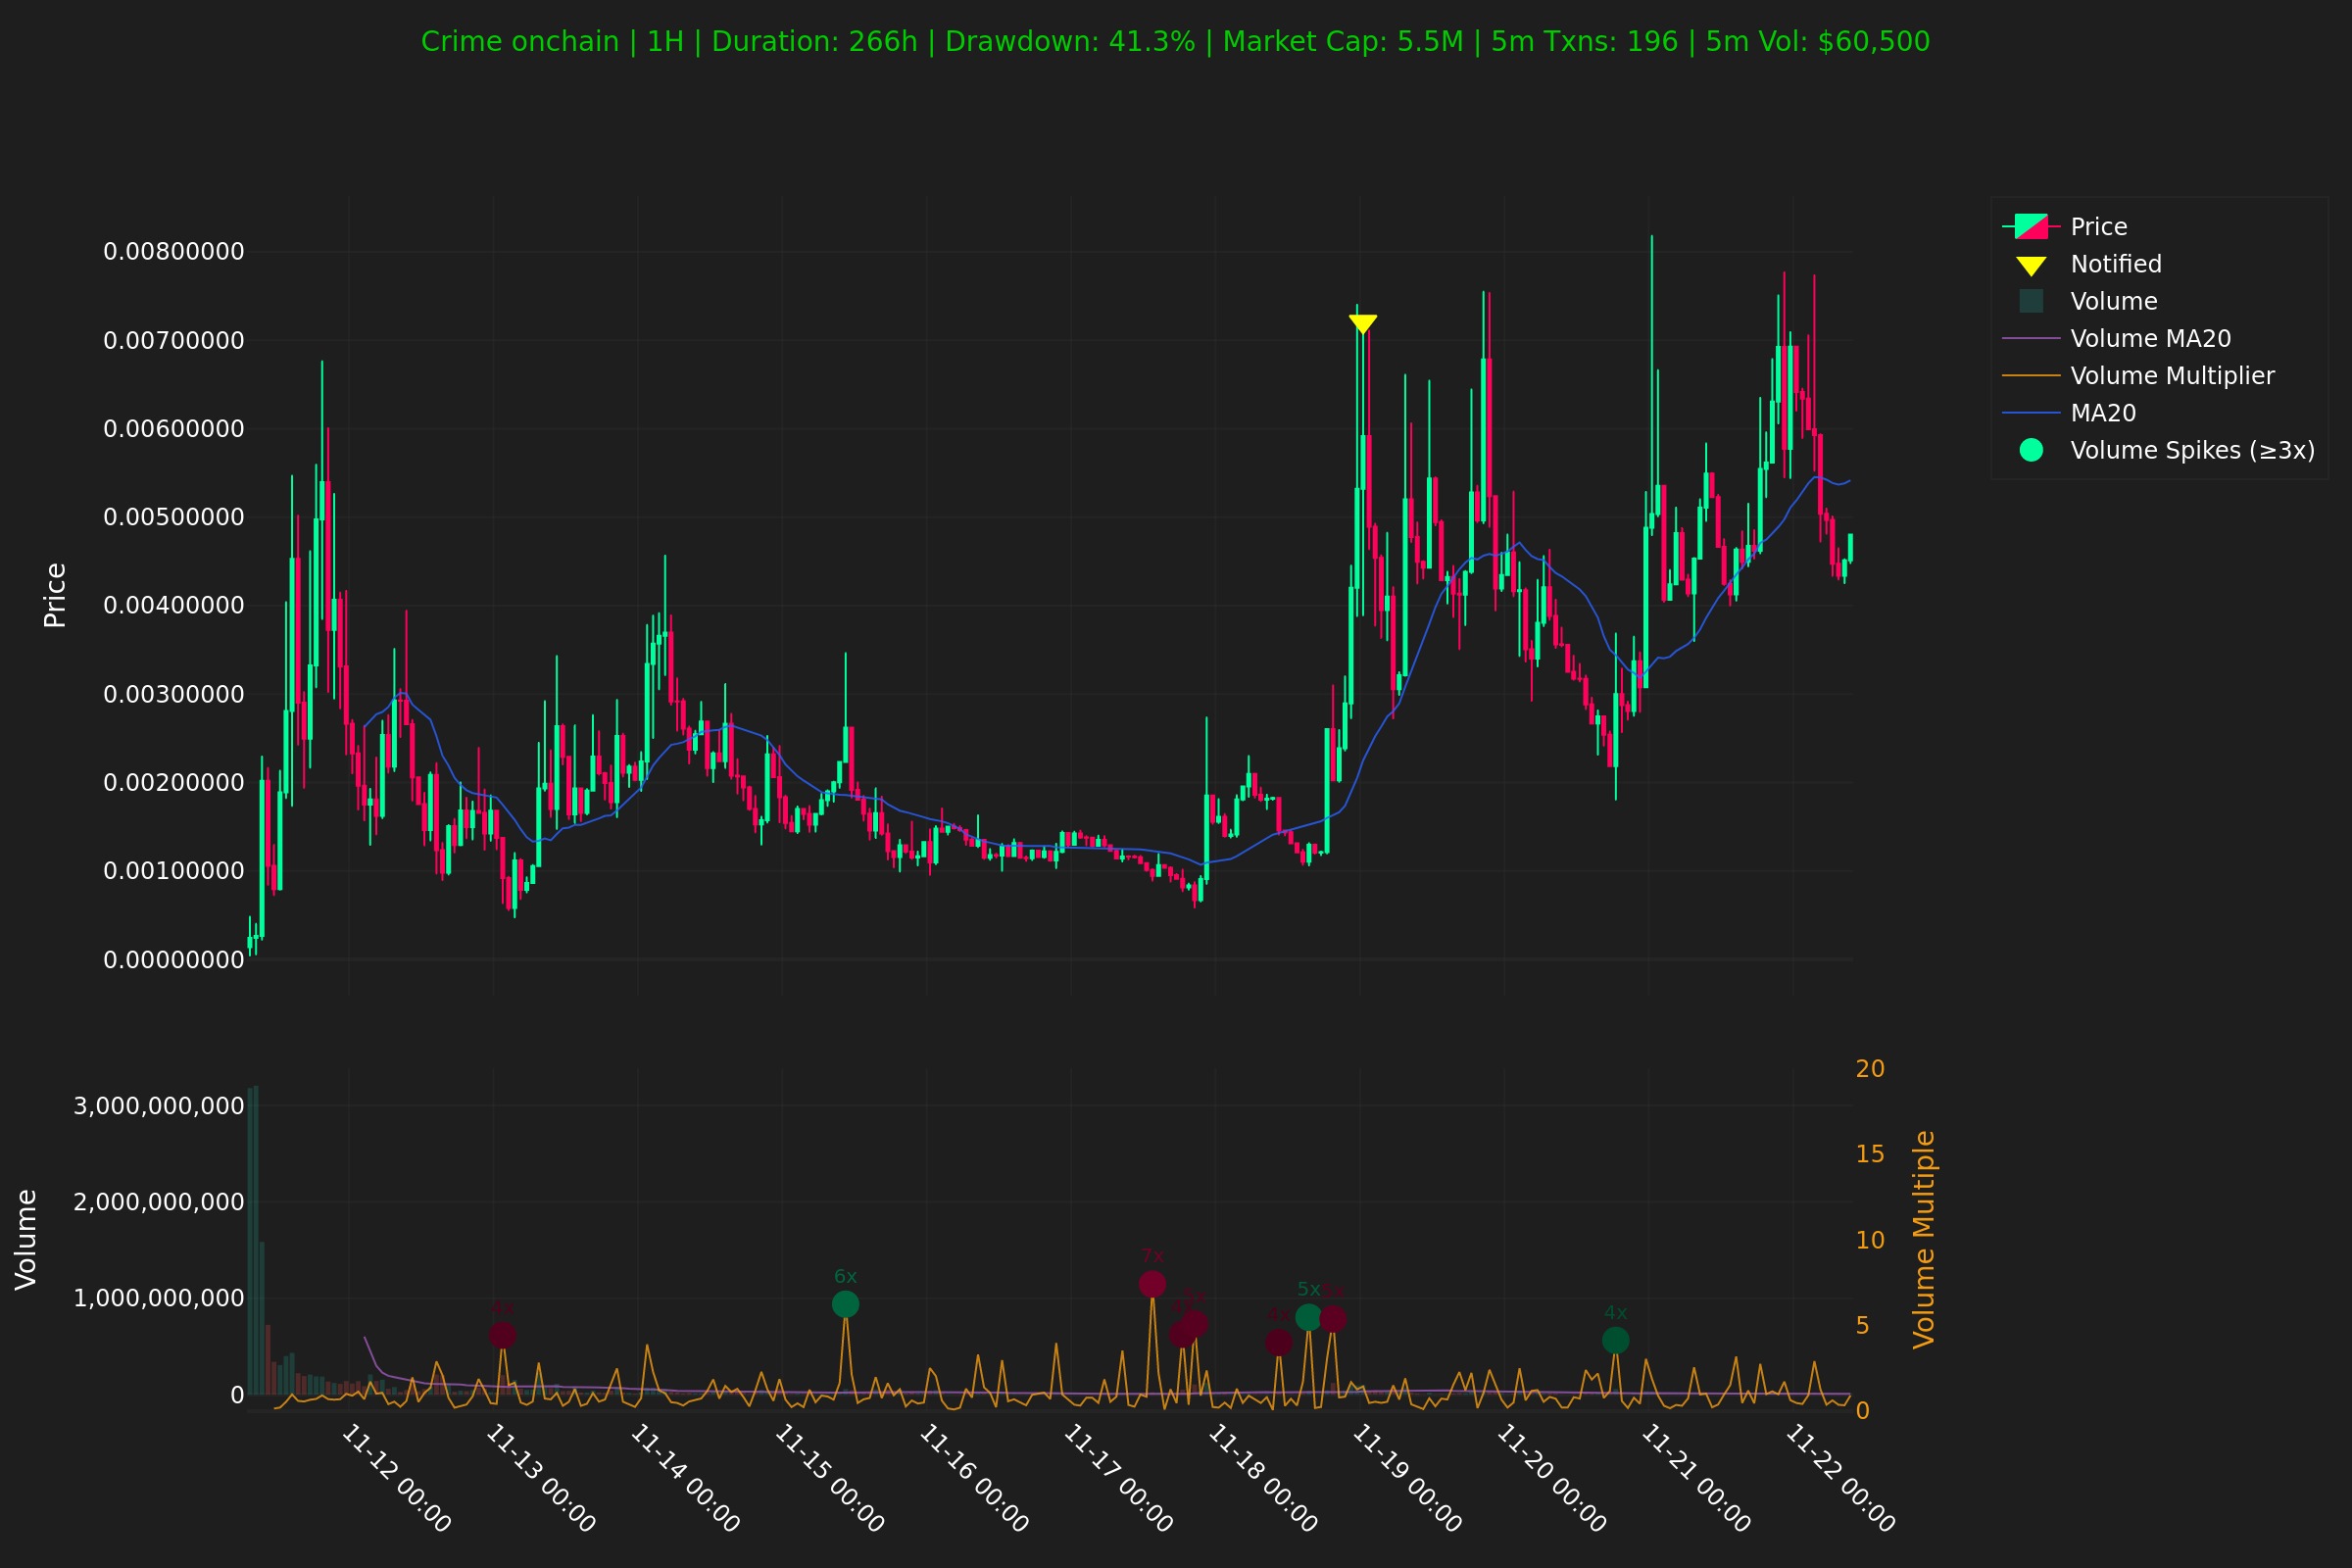 Crime onchain | 1H | Duration: 266h | Drawdown: 41.3% | Market Cap: 5.5M | 5m Txns: 196 | 5m Vol: $60,500
Price
0.00800000
0.00700000
0.00600000
0.00500000
0.00400000
0.00300000
0.00200000
0.00100000
0.00000000
Price
Notified
Volume
Volume MA20
Volume Multiplier
MA20
Volume Spikes (≥3x)
Volume
3,000,000,000
2,000,000,000
1,000,000,000
0
4x
6x
7x
5x
4x
5x
5x
4x
20
15
10
5
0
Volume Multiple
11-12 00:00
11-13 00:00
11-14 00:00
11-15 00:00
11-16 00:00
11-17 00:00
11-18 00:00
11-19 00:00
11-20 00:00
11-21 00:00
11-22 00:00